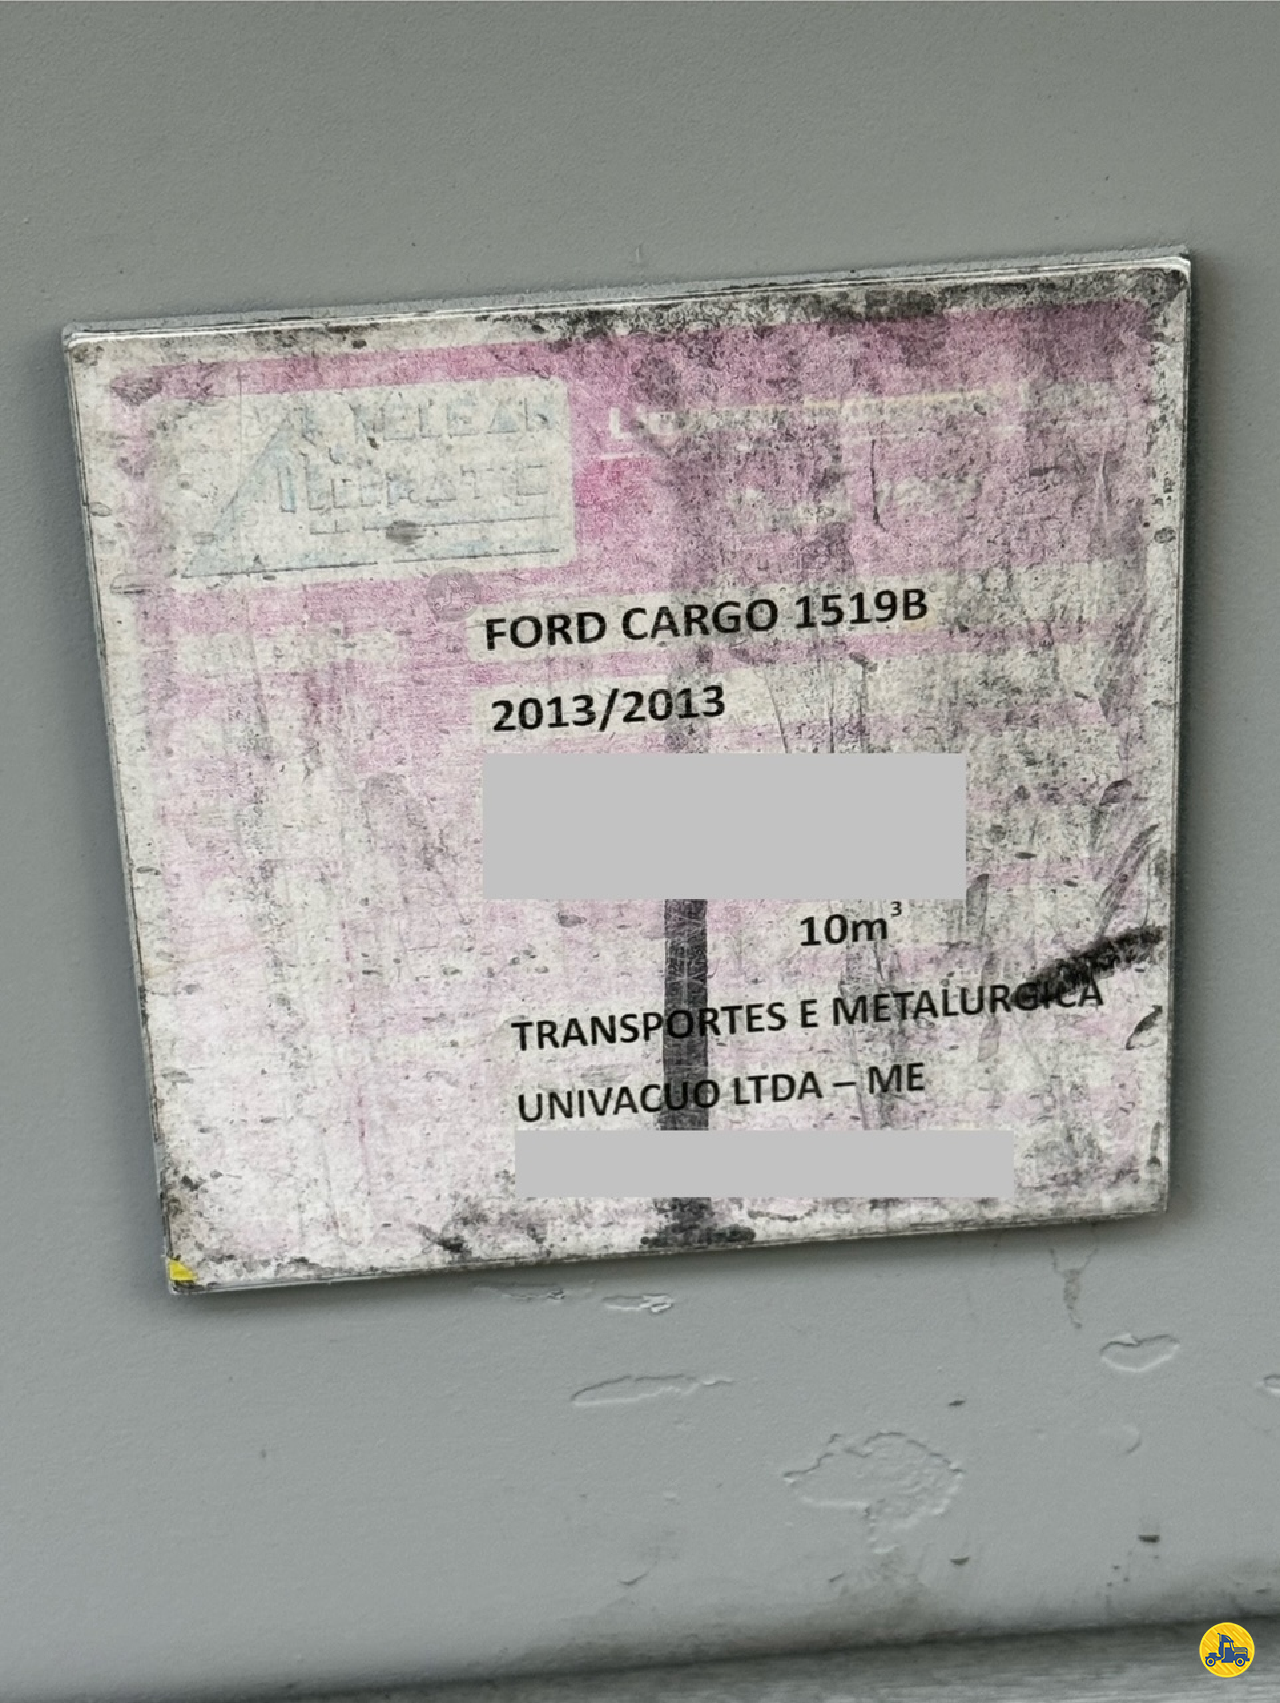 FORD CARGO 1519B
2013/2013
10m³
TRANSPORTES E METALURGICA
UNIVACUO LTDA – ME